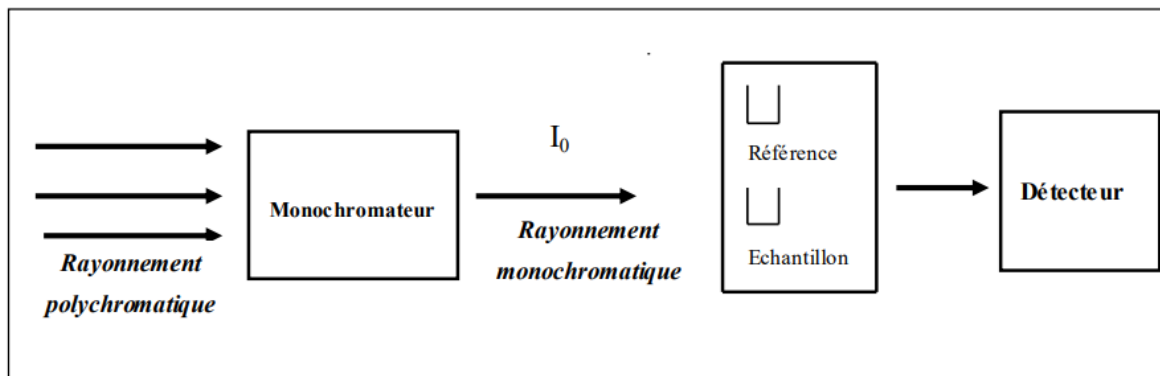 I₀
Référence
Monochromateur
Détecteur
Rayonnement
monochromatique
Rayonnement
polychromatique
Echantillon